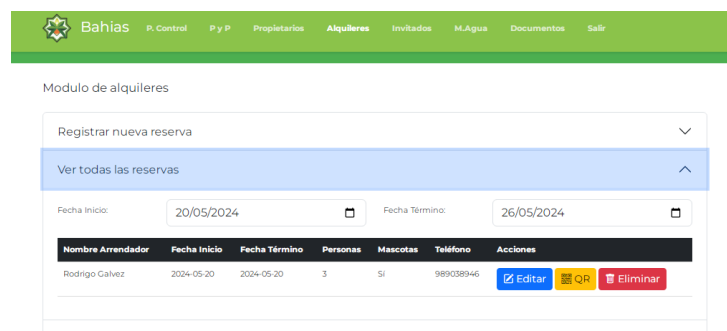 Bahias P. Control P y P Propietarios Alquileres Invitados M.Agua Documentos Salir
Modulo de alquileres
Registrar nueva reserva
Ver todas las reservas
Fecha Inicio: 20/05/2024 Fecha Término: 26/05/2024
Nombre Arrendador Fecha Inicio Fecha Término Personas Mascotas Teléfono Acciones
Rodrigo Galvez 2024-05-20 2024-05-20 3 Sí 989038946 Editar QR Eliminar